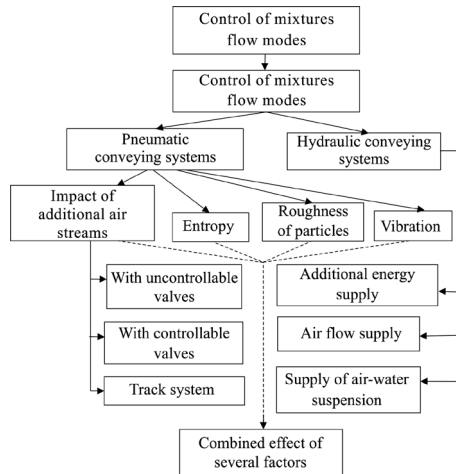 Control of mixtures
flow modes
Control of mixtures
flow modes
Pneumatic
conveying systems
Hydraulic conveying
systems
Impact of
additional air
streams
Entropy
Roughness
of particles
Vibration
With uncontrollable
valves
With controllable
valves
Track system
Additional energy
supply
Air flow supply
Supply of air-water
suspension
Combined effect of
several factors